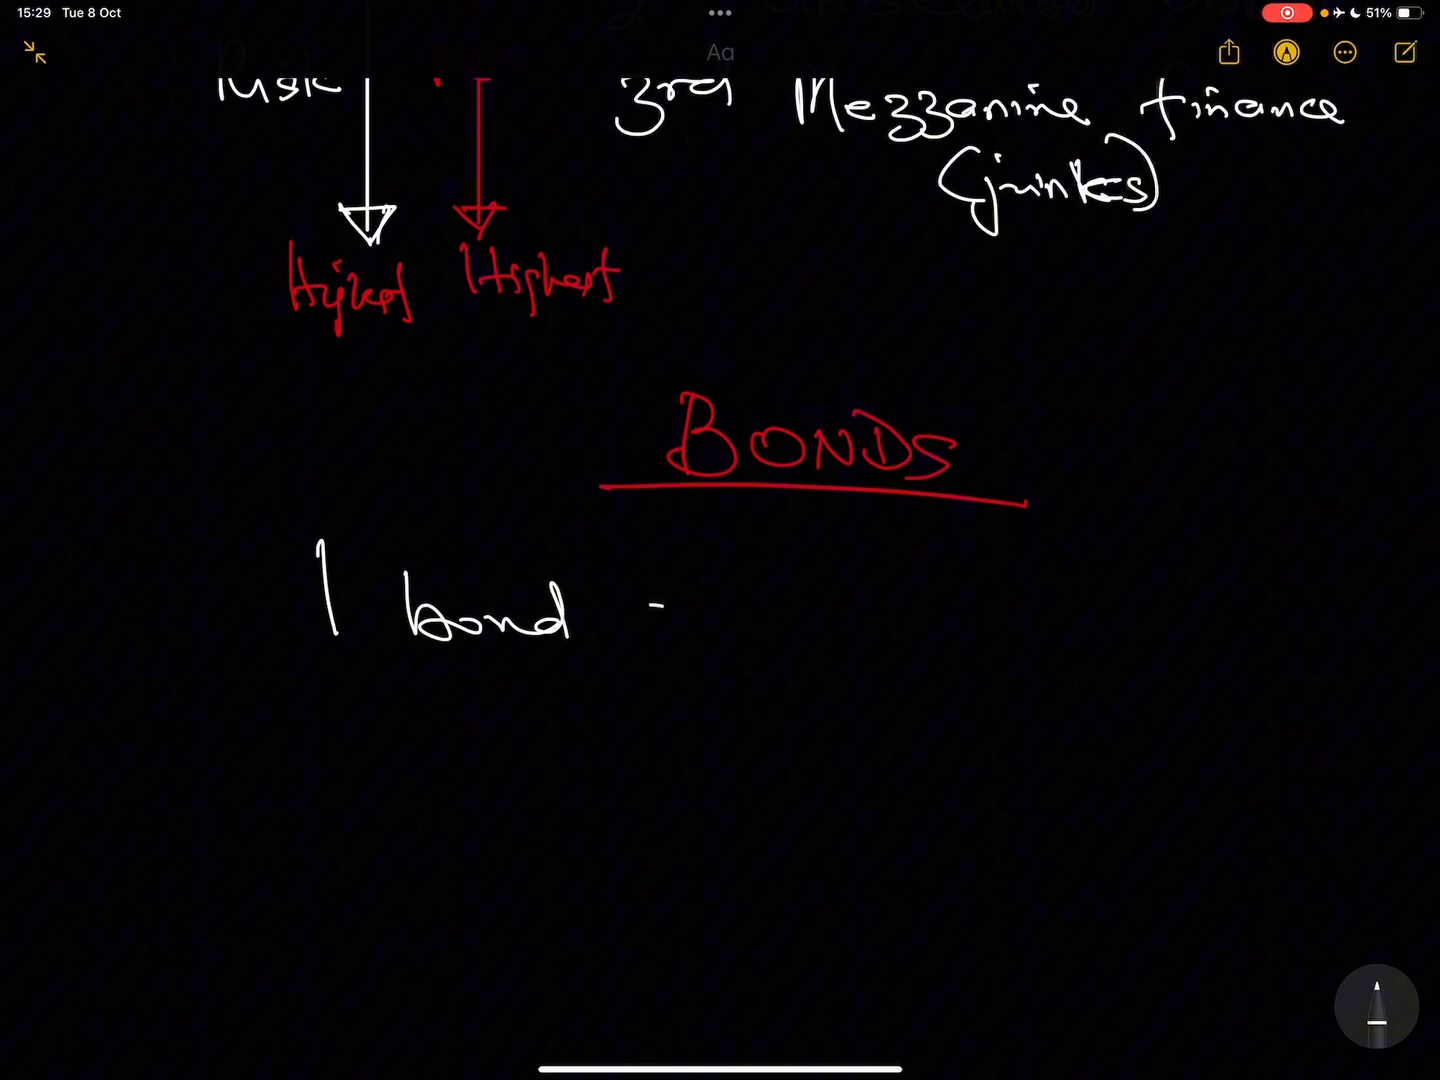 15:29 Tue 8 Oct
51%
Aa
Risk 3rd Mezzanine finance
(junks)
Highest Highest
BONDS
1 bond -